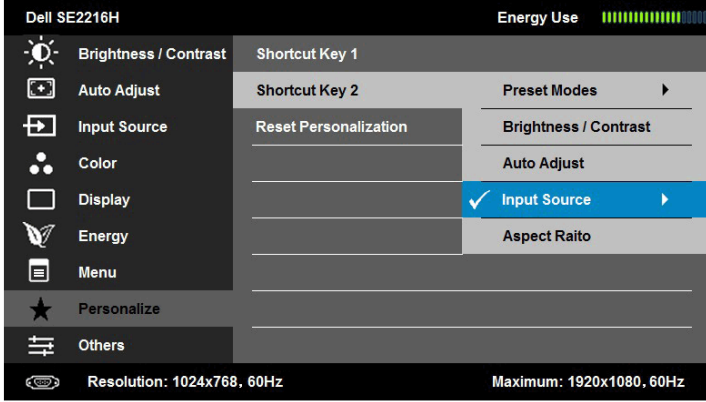 Dell SE2216H Energy Use
Brightness / Contrast Shortcut Key 1
Auto Adjust Shortcut Key 2 Preset Modes
Input Source Reset Personalization Brightness / Contrast
Color Auto Adjust
Display Input Source
Energy Aspect Raito
Menu
Personalize
Others
Resolution: 1024x768, 60Hz Maximum: 1920x1080, 60Hz